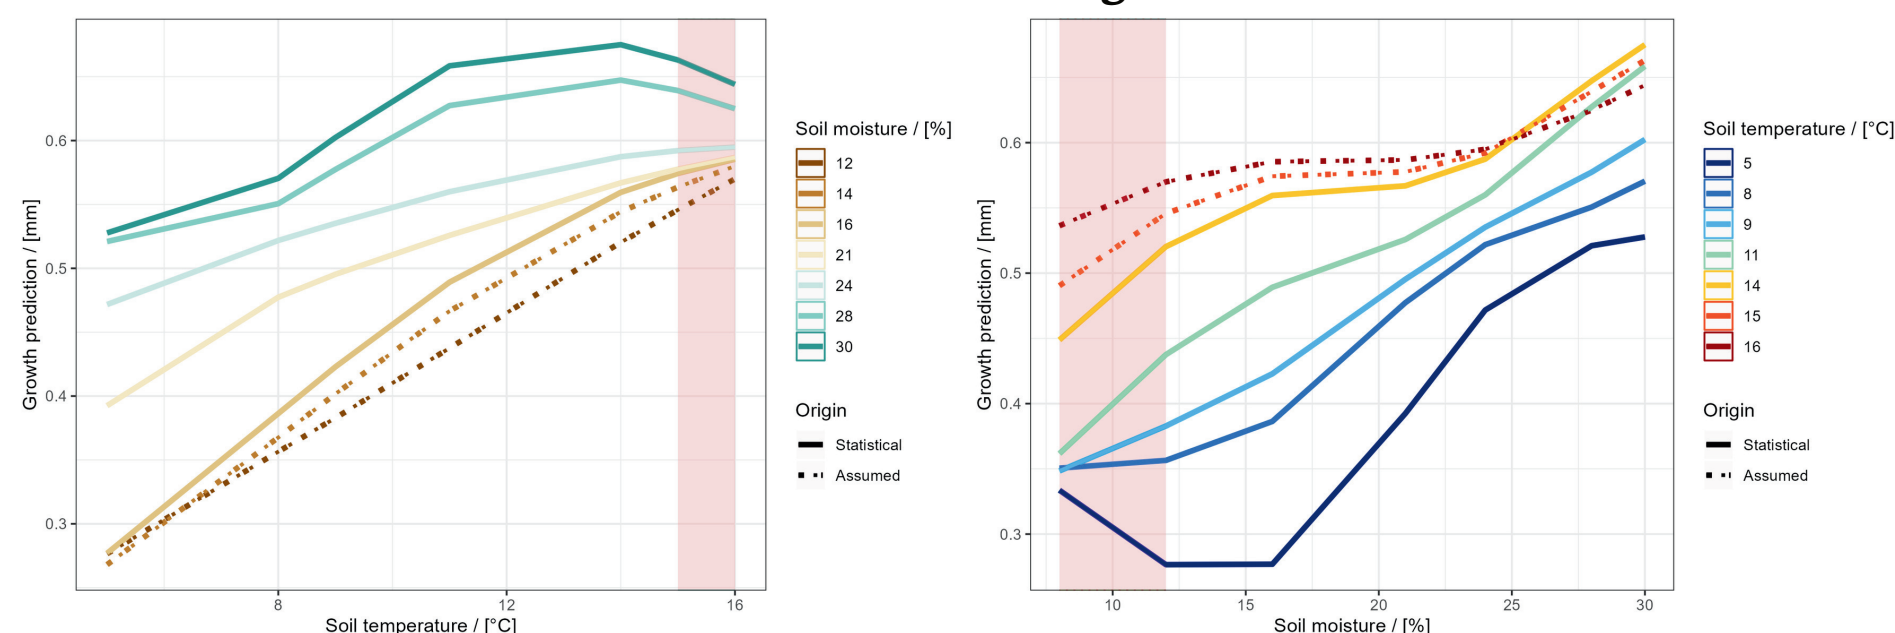 g
Growth prediction / [mm]
0.6
0.5
0.4
0.3
8
12
16
Soil temperature / [°C]
Soil moisture / [%]
12
14
16
21
24
28
30
Origin
Statistical
Assumed
Growth prediction / [mm]
0.6
0.5
0.4
0.3
10
15
20
25
30
Soil moisture / [%]
Soil temperature / [°C]
5
8
9
11
14
15
16
Origin
Statistical
Assumed